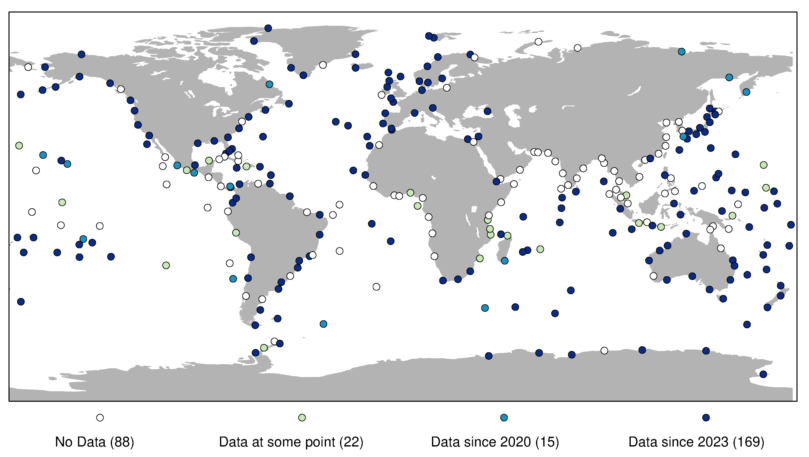 No Data (88) Data at some point (22) Data since 2020 (15) Data since 2023 (169)